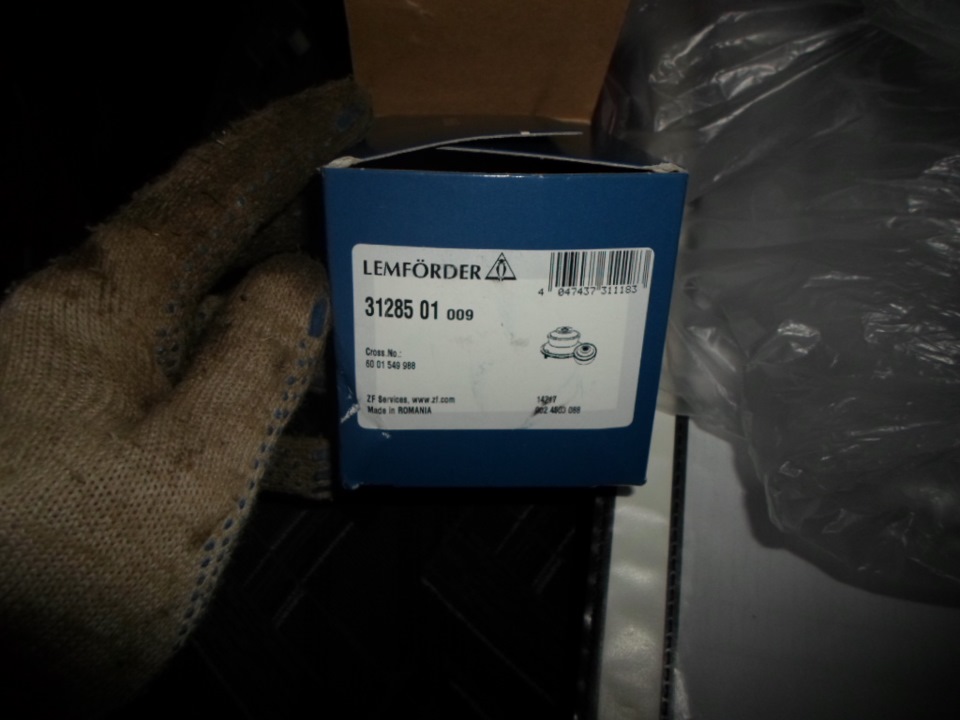 LEMFÖRDER
4 047437 311183
31285 01 009
Cross.No.:
60 01 549 988
ZF Services, www.zf.com
Made in ROMANIA